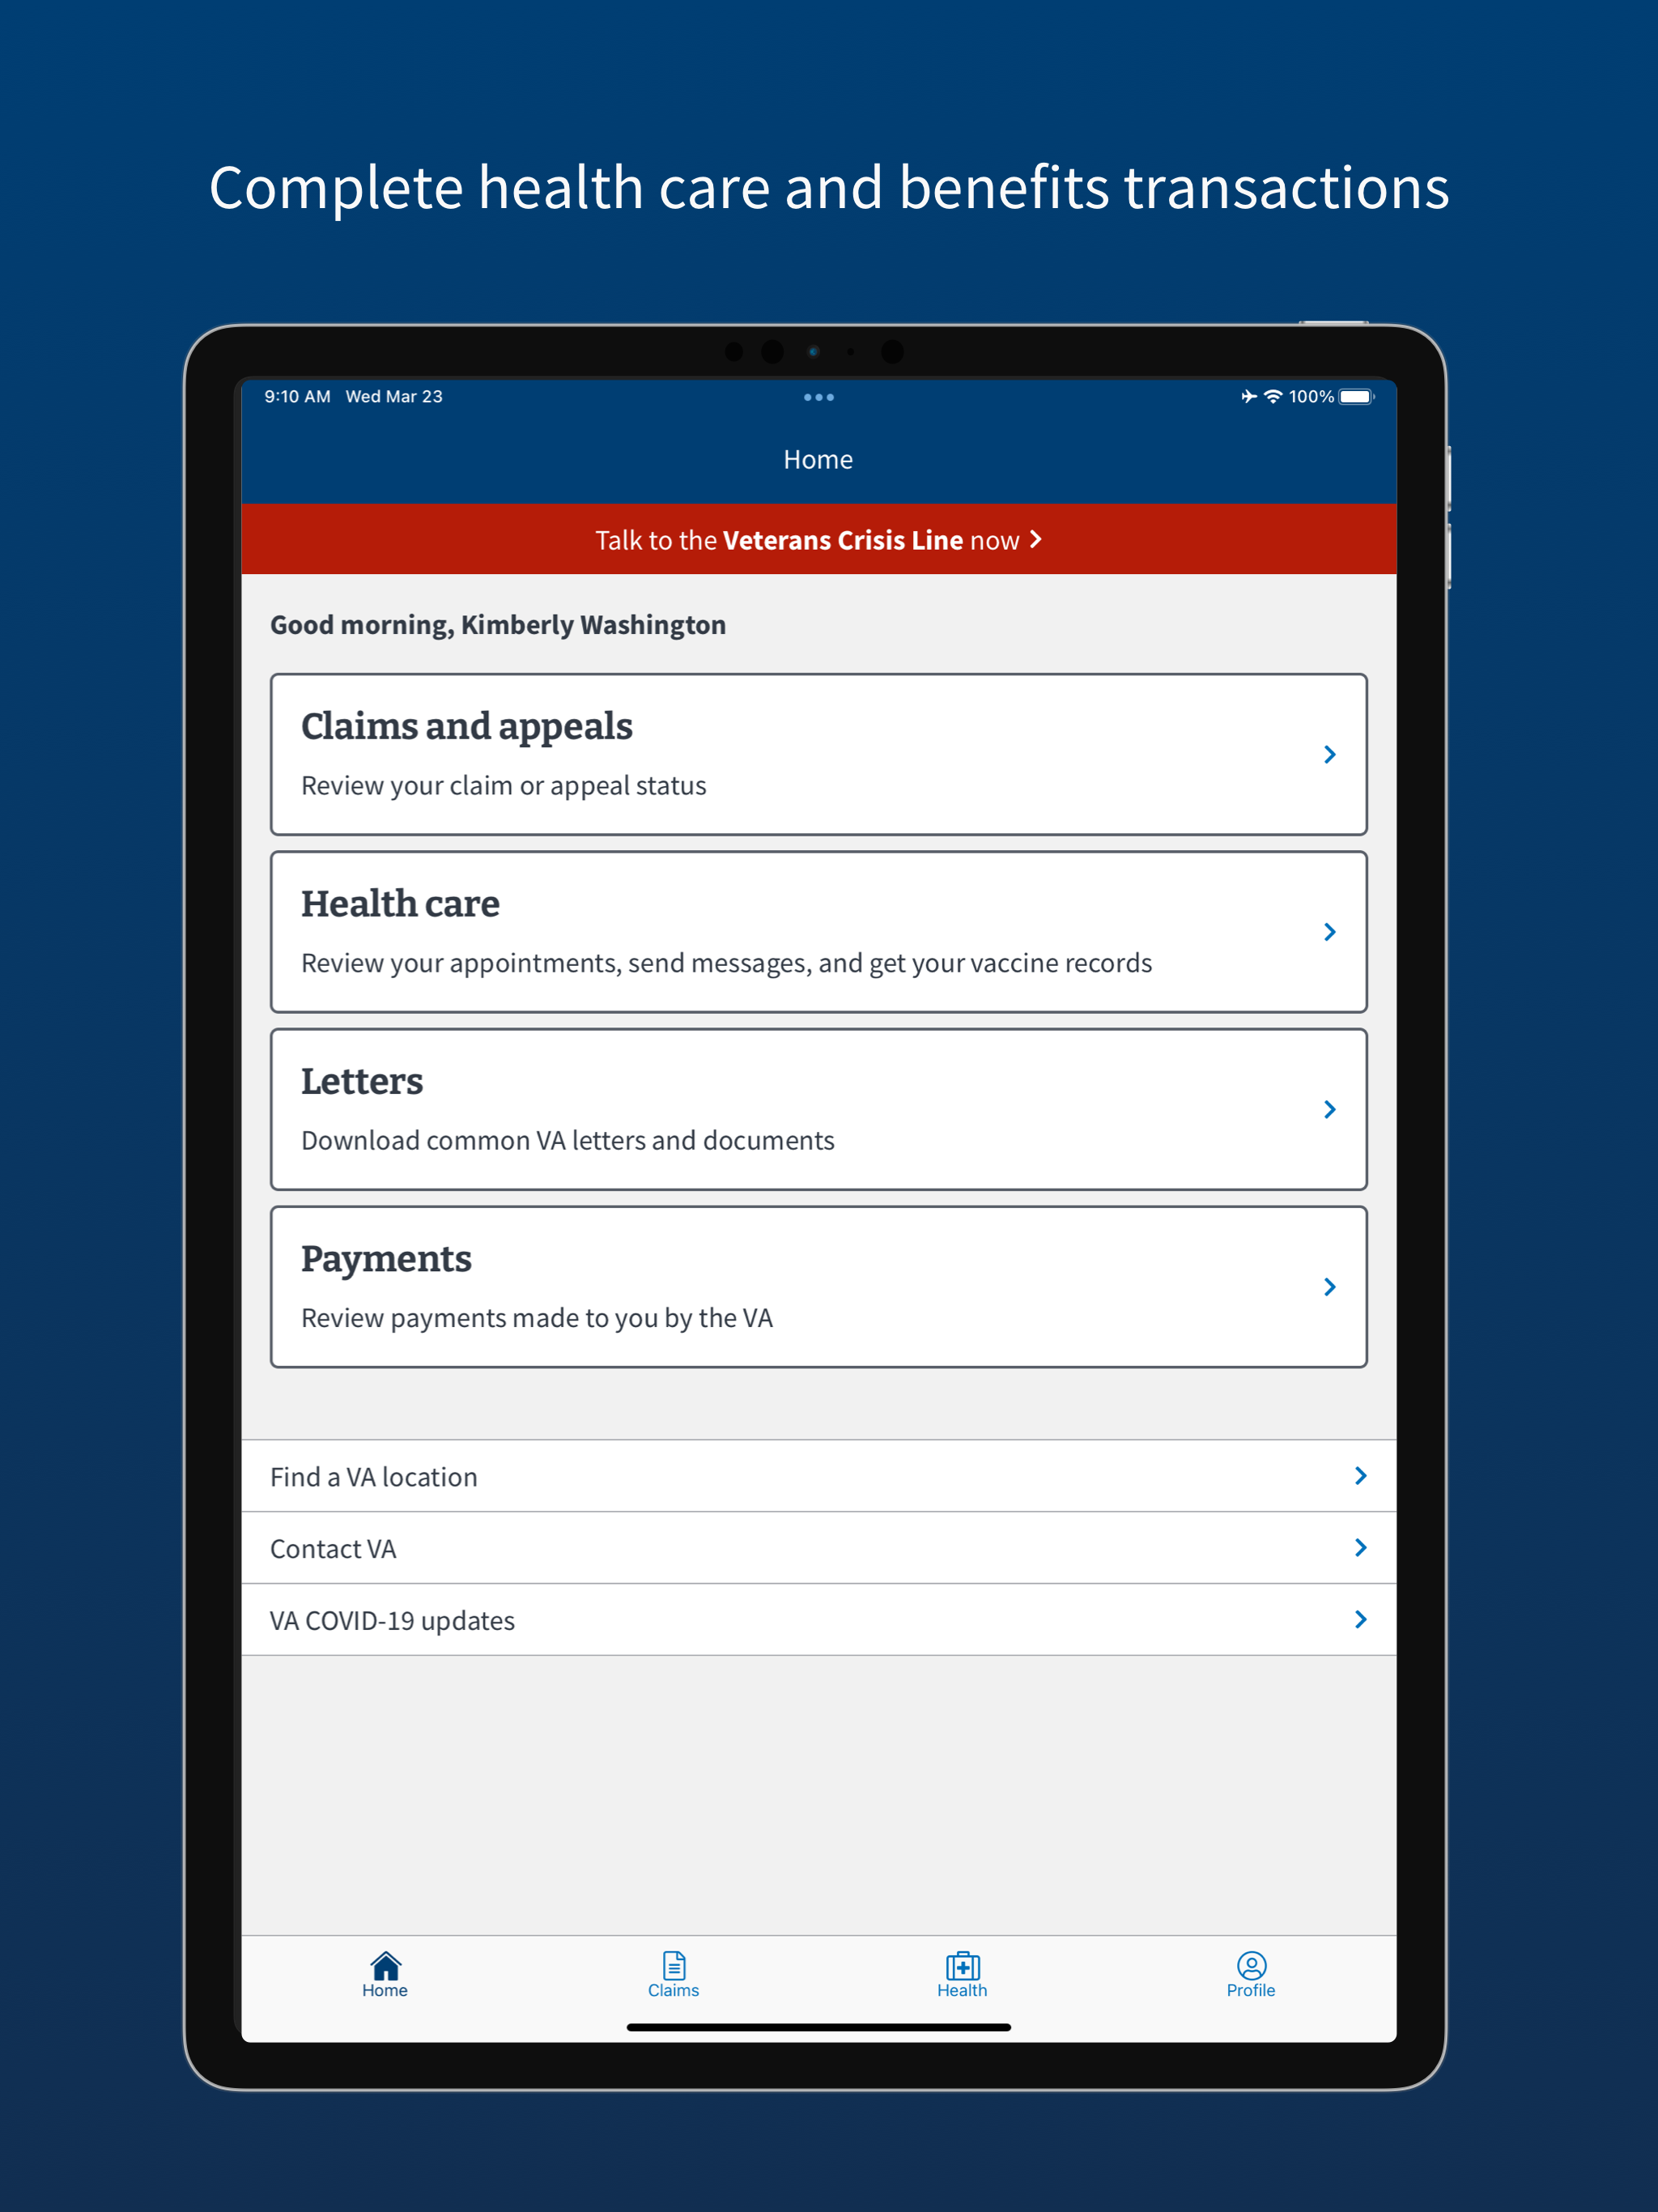 Complete health care and benefits transactions
9:10 AM Wed Mar 23
100%
Home
Talk to the Veterans Crisis Line now
Good morning, Kimberly Washington
Claims and appeals
Review your claim or appeal status
Health care
Review your appointments, send messages, and get your vaccine records
Letters
Download common VA letters and documents
Payments
Review payments made to you by the VA
Find a VA location
Contact VA
VA COVID-19 updates
Home Claims Health Profile